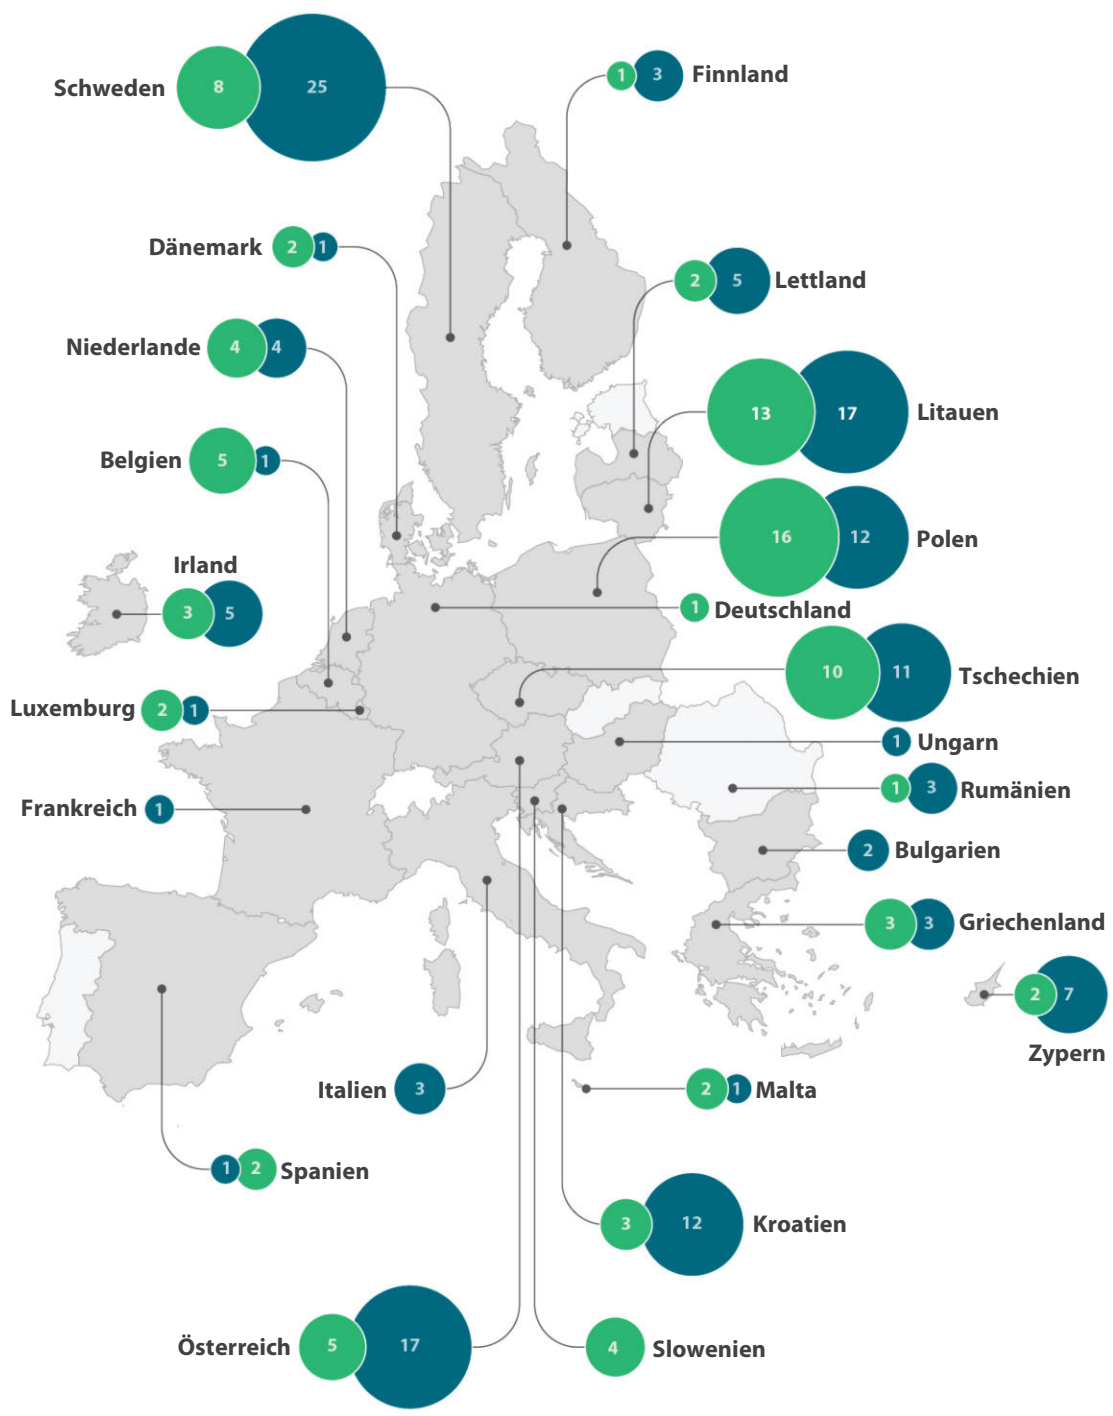 Schweden 8 25
1 3 Finnland
Dänemark 2 1
2 5 Lettland
Niederlande 4 4
13 17 Litauen
Belgien 5 1
16 12 Polen
Irland
3 5
1 Deutschland
10 11 Tschechien
Luxemburg 2 1
1 Ungarn
1 3 Rumänien
Frankreich 1
2 Bulgarien
3 3 Griechenland
2 7
Zypern
Italien 3
2 1 Malta
1 2 Spanien
3 12 Kroatien
Österreich 5 17
4 Slowenien